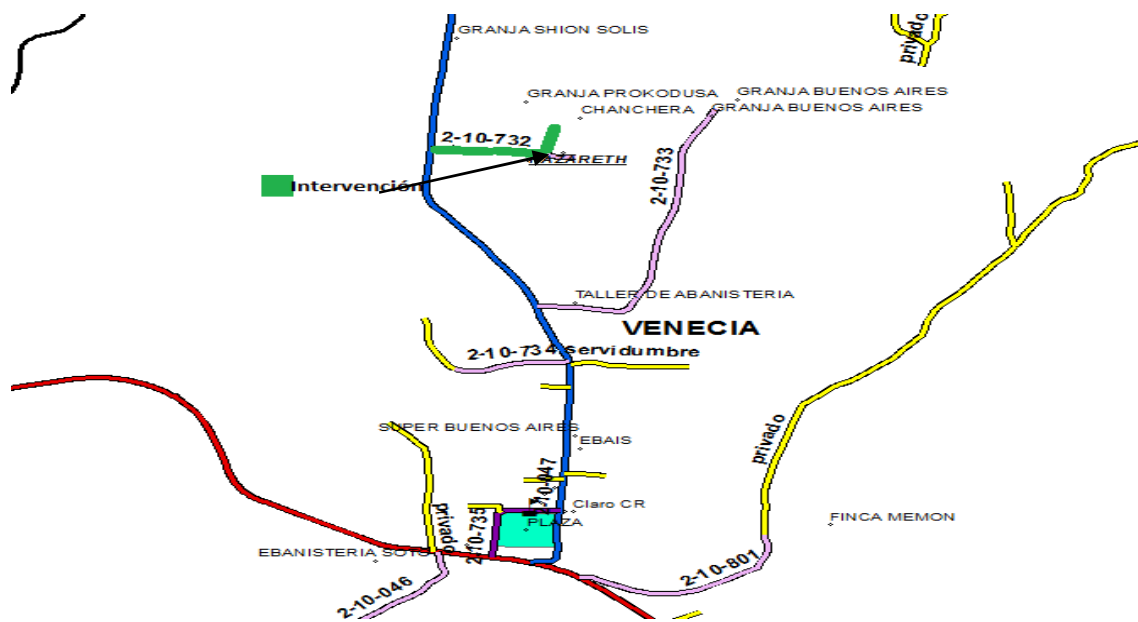 GRANJA SHION SOLIS
privado
GRANJA PROKODUSA
GRANJA BUENOS AIRES
CHANCHERA
GRANJA BUENOS AIRES
2-10-732
NAZARETH
2-10-733
Intervención
TALLER DE ABANISTERIA
VENECIA
2-10-734 servidumbre
privado
SUPER BUENOS AIRES
EBAIS
2-10-047
Claro CR
privado
2-10-735
PLAZA
FINCA MEMON
EBANISTERIA SOTO
2-10-801
2-10-046